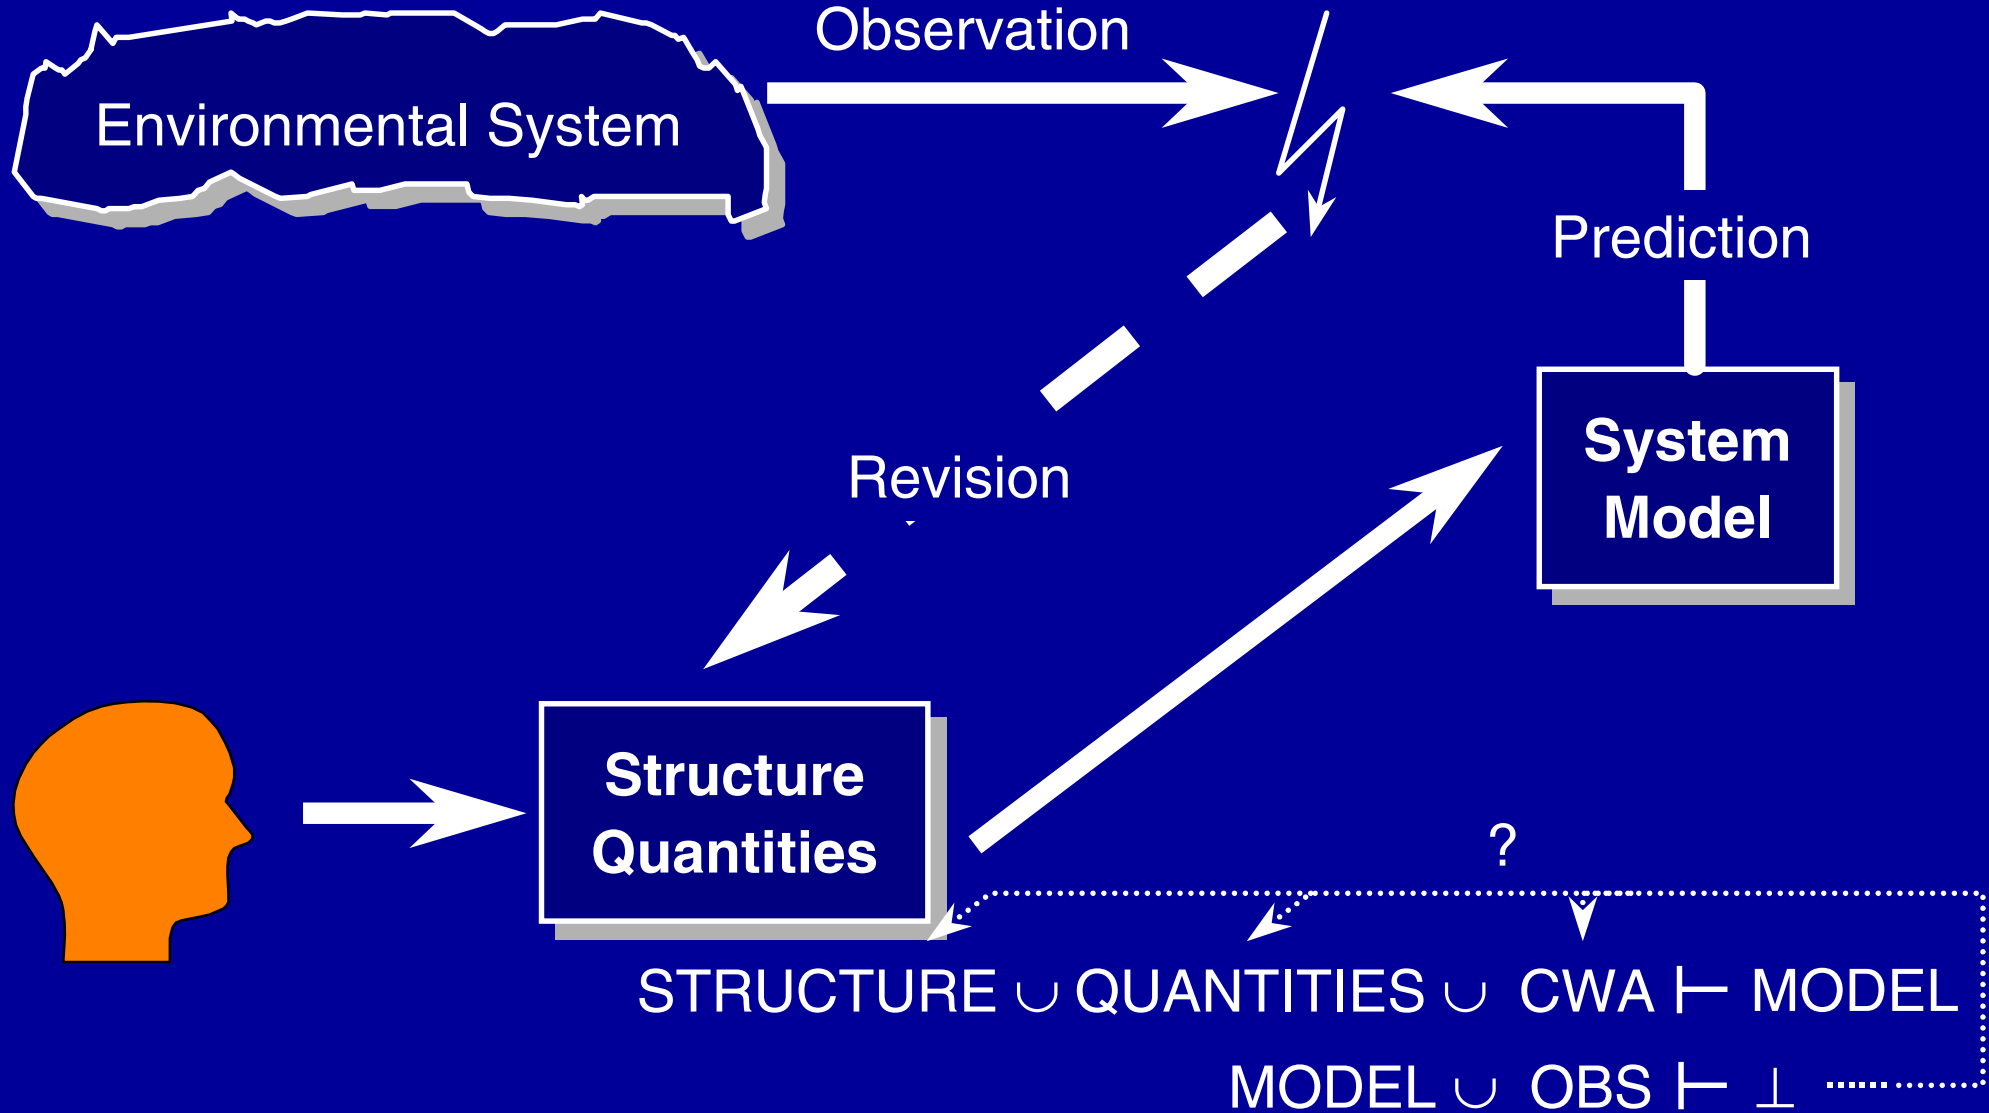 Observation
Environmental System
Prediction
System
Model
Revision
Structure
Quantities
?
STRUCTURE ∪ QUANTITIES ∪ CWA ⊢ MODEL
MODEL ∪ OBS ⊢ ⊥